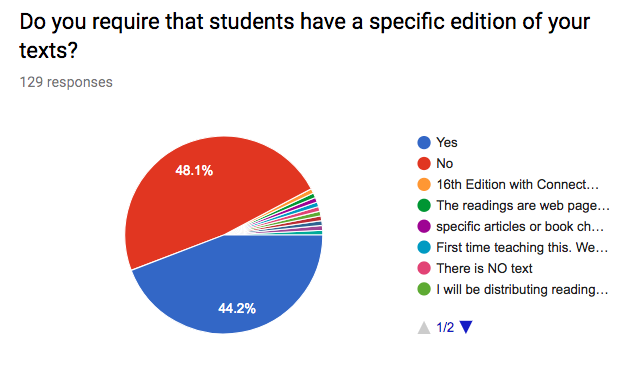 Do you require that students have a specific edition of your
texts?
129 responses
48.1%
44.2%
Yes
No
16th Edition with Connect…
The readings are web page…
specific articles or book ch…
First time teaching this. We…
There is NO text
I will be distributing reading…
1/2